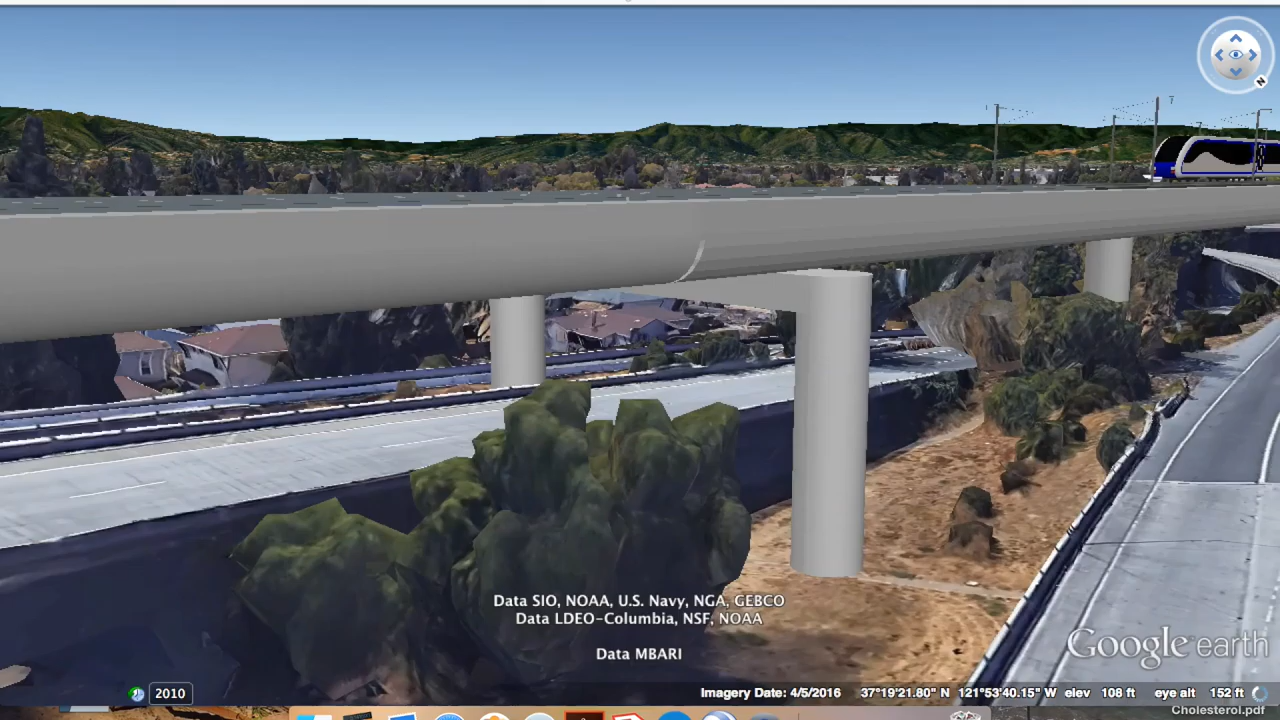 N
Data SIO, NOAA, U.S. Navy, NGA, GEBCO
Data LDEO-Columbia, NSF, NOAA
Data MBARI
Google earth
2010
Imagery Date: 4/5/2016 37°19'21.80" N 121°53'40.15" W elev 108 ft eye alt 152 ft
Cholesterol.pdf